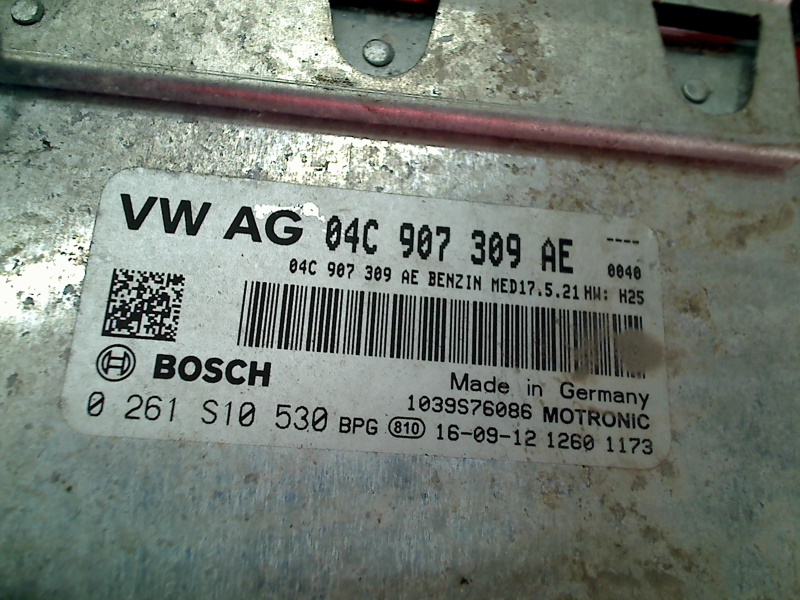 VW AG 04C 907 309 AE ----
04C 907 309 AE BENZIN MED17.5.21 HW: H25 0040
BOSCH
Made in Germany
1039S76086 MOTRONIC
0 261 S10 530 BPG 810 16-09-12 1260 1173